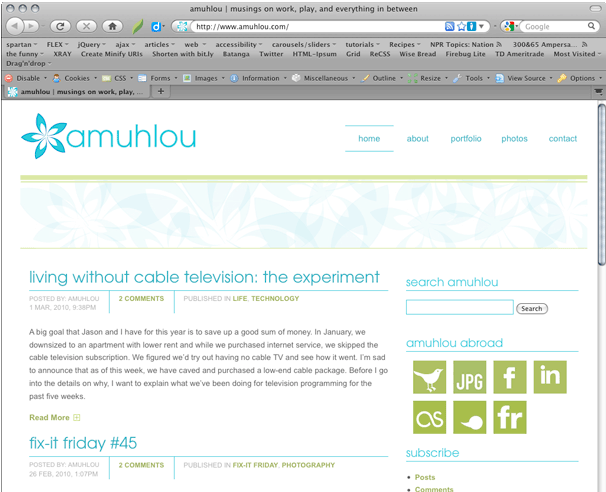 amuhlou | musings on work, play, and everything in between
http://www.amuhlou.com/
Google
spartan FLEX jQuery ajax articles web accessibility carousels/sliders tutorials Recipes NPR Topics: Nation 300&65 Ampersa...
the funny XRAY Create Minify URIs Shorten with bit.ly Batanga Twitter HTML-Ipsum Grid ReCSS Wise Bread Firebug Lite TD Ameritrade Most Visited
Drag'n'drop
Disable Cookies CSS Forms Images Information Miscellaneous Outline Resize Tools View Source Options
amuhlou | musings on work, play, ...
amuhlou
home about portfolio photos contact
living without cable television: the experiment
POSTED BY: AMUHLOU
1 MAR, 2010, 9:38PM
2 COMMENTS
PUBLISHED IN LIFE, TECHNOLOGY
A big goal that Jason and I have for this year is to save up a good sum of money. In January, we
downsized to an apartment with lower rent and while we purchased internet service, we skipped the
cable television subscription. We figured we'd try out having no cable TV and see how it went. I'm sad
to announce that as of this week, we have caved and purchased a low-end cable package. Before I go
into the details on why, I want to explain what we've been doing for television programming for the
past five weeks.
Read More
fix-it friday #45
POSTED BY: AMUHLOU
26 FEB, 2010, 1:07PM
2 COMMENTS
PUBLISHED IN FIX-IT FRIDAY, PHOTOGRAPHY
search amuhlou
Search
amuhlou abroad
JPG f in
fr
subscribe
Posts
Comments